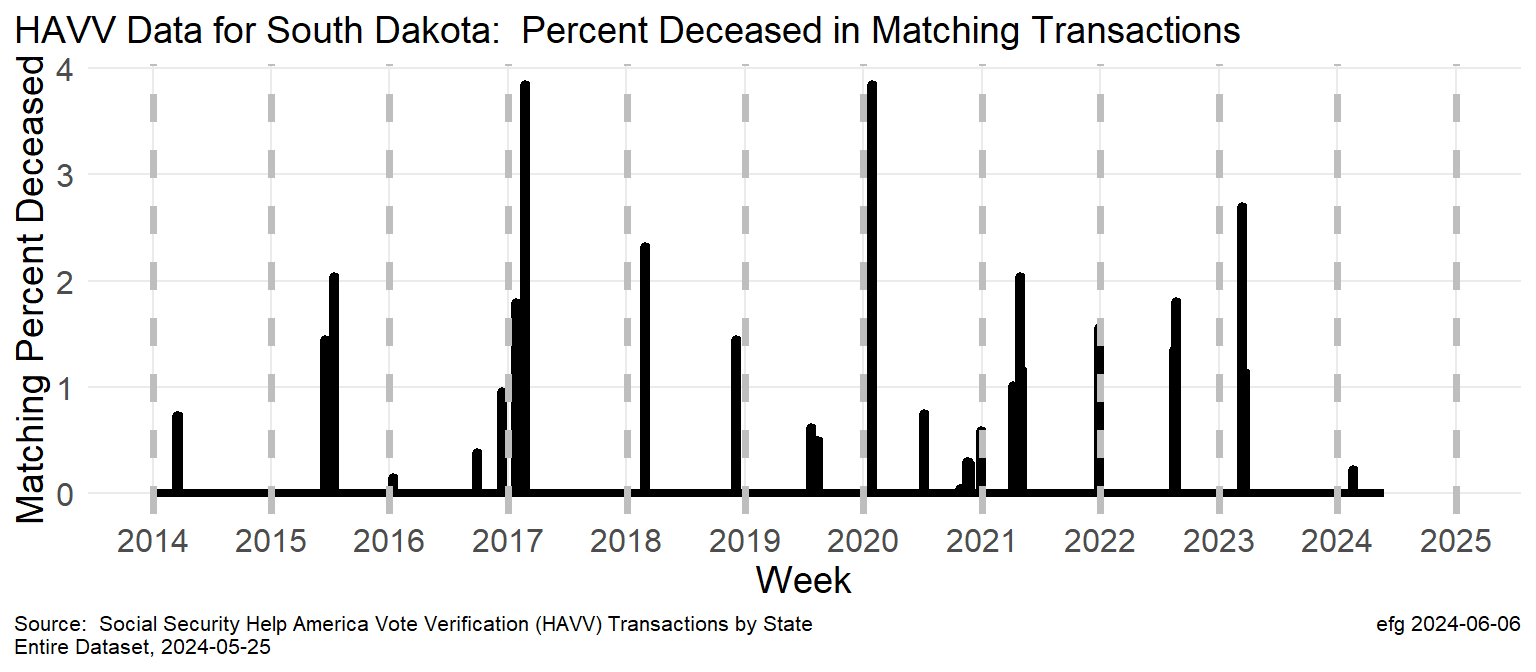 HAVV Data for South Dakota:  Percent Deceased in Matching Transactions
Matching Percent Deceased
4
3
2
1
0
2014 2015 2016 2017 2018 2019 2020 2021 2022 2023 2024 2025
Week
Source:  Social Security Help America Vote Verification (HAVV) Transactions by State
Entire Dataset, 2024-05-25
efg 2024-06-06